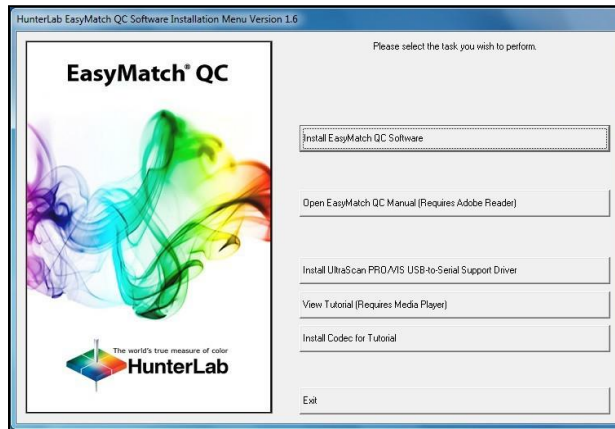 HunterLab EasyMatch QC Software Installation Menu Version 1.6
Please select the task you wish to perform.
EasyMatch® QC
Install EasyMatch QC Software
Open EasyMatch QC Manual (Requires Adobe Reader)
Install UltraScan PRO/VIS USB-to-Serial Support Driver
View Tutorial (Requires Media Player)
Install Codec for Tutorial
The world's true measure of color
HunterLab
Exit